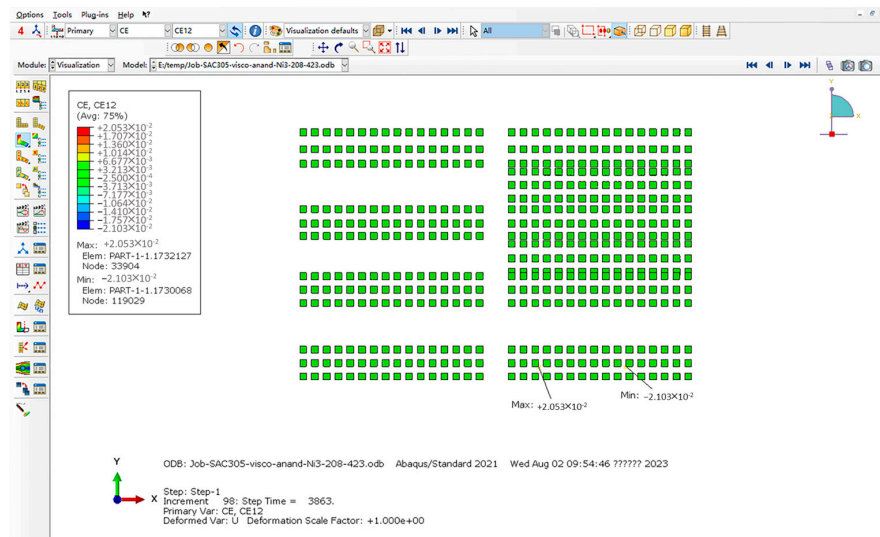 Options Tools Plug-ins Help
Primary CE CE12 Visualization defaults All
Module: Visualization Model: E:/temp/Job-SAC305-visco-anand-Ni3-208-423.odb
CE, CE12
(Avg: 75%)
+2.053×10⁻²
+1.707×10⁻²
+1.360×10⁻²
+1.014×10⁻²
+6.677×10⁻³
+3.213×10⁻³
−2.500×10⁻⁴
−3.713×10⁻³
−7.177×10⁻³
−1.064×10⁻²
−1.410×10⁻²
−1.757×10⁻²
−2.103×10⁻²
Max: +2.053×10⁻²
Elem: PART-1-1.1732127
Node: 33904
Min: −2.103×10⁻²
Elem: PART-1-1.1730068
Node: 119029
Y
X
Max: +2.053×10⁻²
Min: −2.103×10⁻²
Y
X
ODB: Job-SAC305-visco-anand-Ni3-208-423.odb Abaqus/Standard 2021 Wed Aug 02 09:54:46 ?????? 2023
Step: Step-1
Increment 98: Step Time = 3863.
Primary Var: CE, CE12
Deformed Var: U Deformation Scale Factor: +1.000e+00